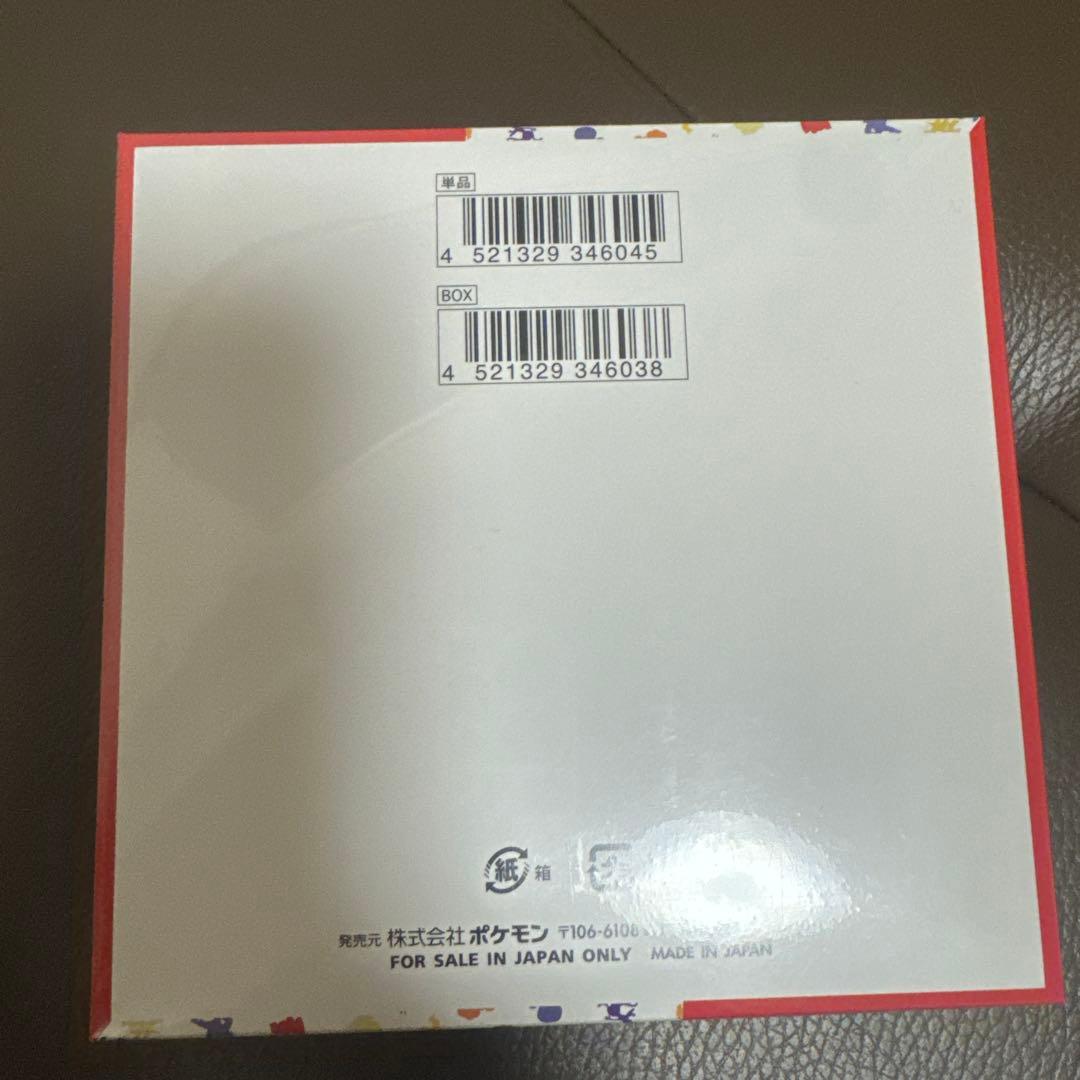 単品
4 521329 346045
BOX
4 521329 346038
紙 箱
発売元 株式会社ポケモン 〒106-6108
FOR SALE IN JAPAN ONLY MADE IN JAPAN